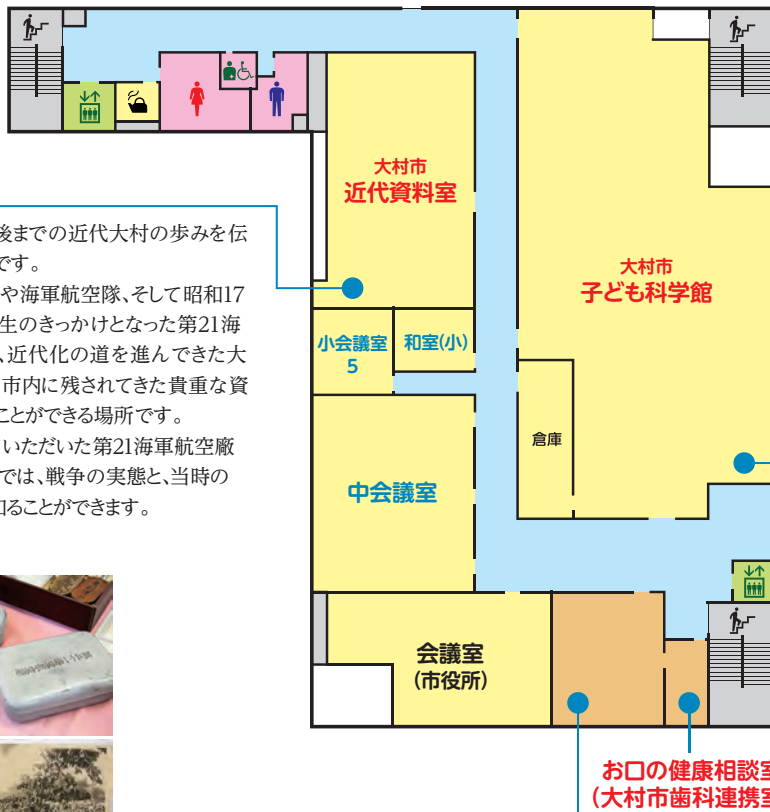 大村市
近代資料室
大村市
子ども科学館
小会議室
5
和室(小)
倉庫
中会議室
会議室
(市役所)
お口の健康相談室
(大村市歯科連携室
後までの近代大村の歩みを伝
です。
や海軍航空隊、そして昭和17
生のきっかけとなった第21海
、近代化の道を進んできた大
市内に残されてきた貴重な資
ことができる場所です。
いただいた第21海軍航空廠
では、戦争の実態と、当時の
知ることができます。